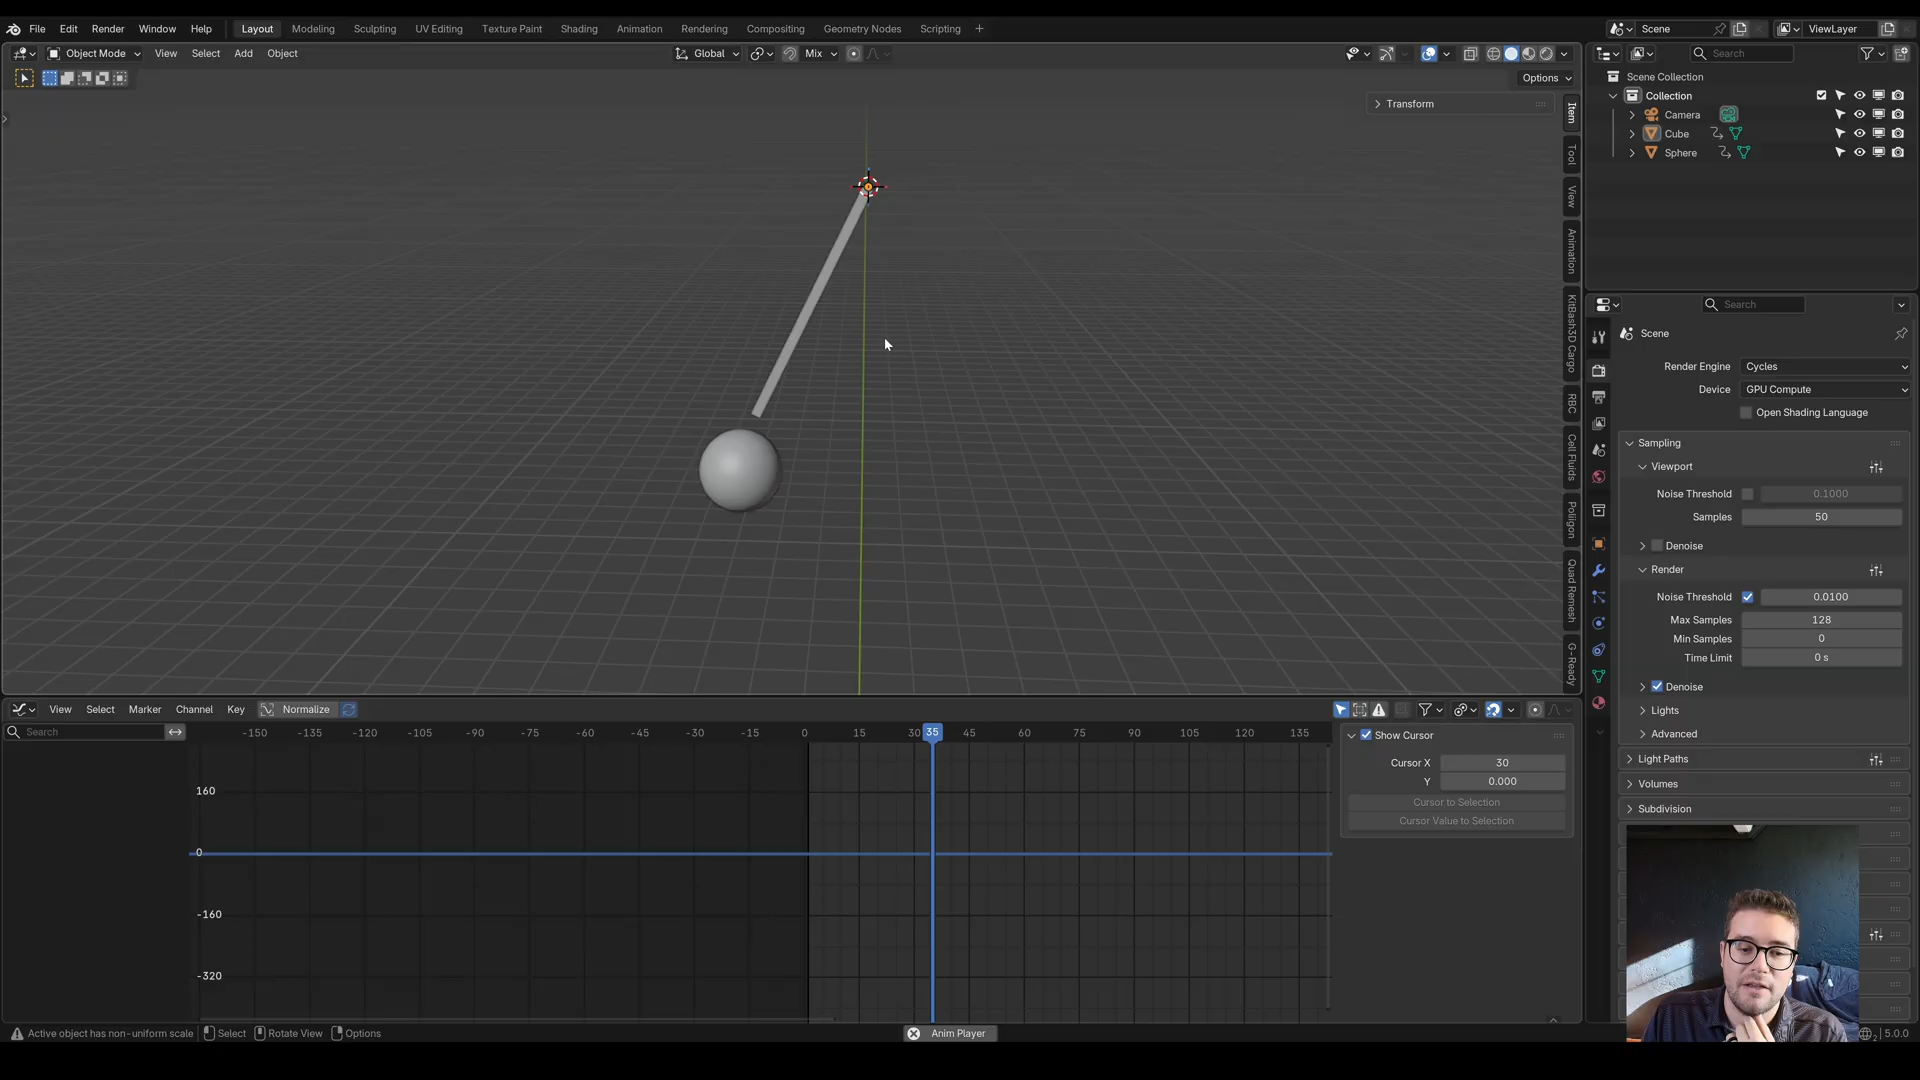 File Edit Render Window Help Layout Modeling Sculpting UV Editing Texture Paint Shading Animation Rendering Compositing Geometry Nodes Scripting + Scene ViewLayer
Object Mode View Select Add Object Global Mix Search
Options
Transform
Item
Tool
View
Animation
KitBash3D Cargo
RBC
Cell Fluids
Poliigon
Quad Remesh
G-Ready
Scene Collection
Collection
Camera
Cube
Sphere
Search
Scene
Render Engine Cycles
Device GPU Compute
Open Shading Language
Sampling
Viewport
Noise Threshold 0.1000
Samples 50
Denoise
Render
Noise Threshold 0.0100
Max Samples 128
Min Samples 0
Time Limit 0 s
Denoise
Lights
Advanced
Light Paths
Volumes
Subdivision
View Select Marker Channel Key Normalize
Search
-150 -135 -120 -105 -90 -75 -60 -45 -30 -15 0 15 30 35 45 60 75 90 105 120 135
160
0
-160
-320
Show Cursor
Cursor X 30
Y 0.000
Cursor to Selection
Cursor Value to Selection
Active object has non-uniform scale Select Rotate View Options Anim Player 5.0.0